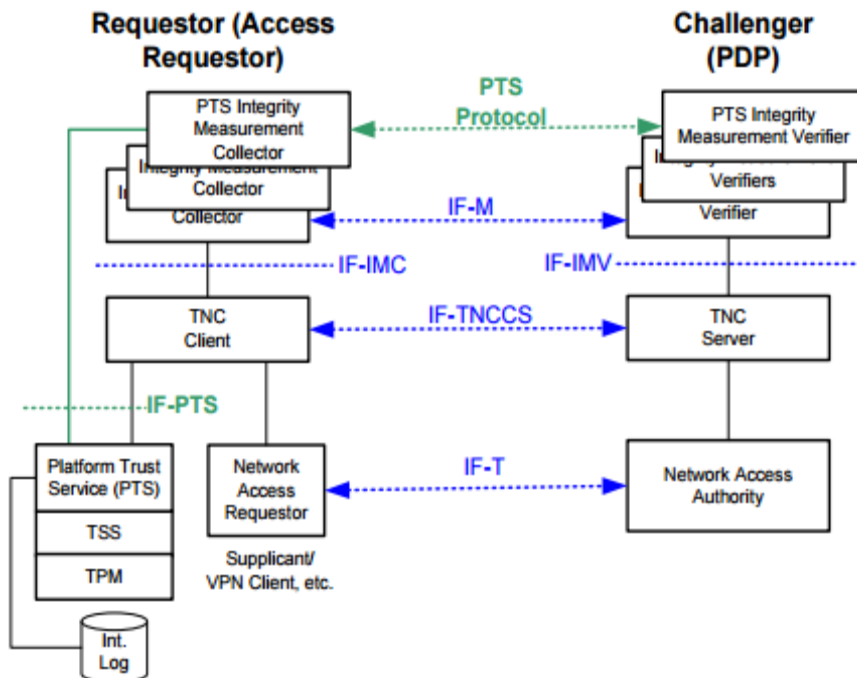 Requestor (Access
Requestor)
Challenger
(PDP)
PTS Integrity
Measurement
Collector
PTS
Protocol
PTS Integrity
Measurement Verifier
Integrity Measurement
Collector
Collector
Verifiers
Verifier
IF-M
IF-IMC
IF-IMV
TNC
Client
IF-TNCCS
TNC
Server
IF-PTS
Platform Trust
Service (PTS)
TSS
TPM
Network
Access
Requestor
IF-T
Network Access
Authority
Supplicant/
VPN Client, etc.
Int.
Log